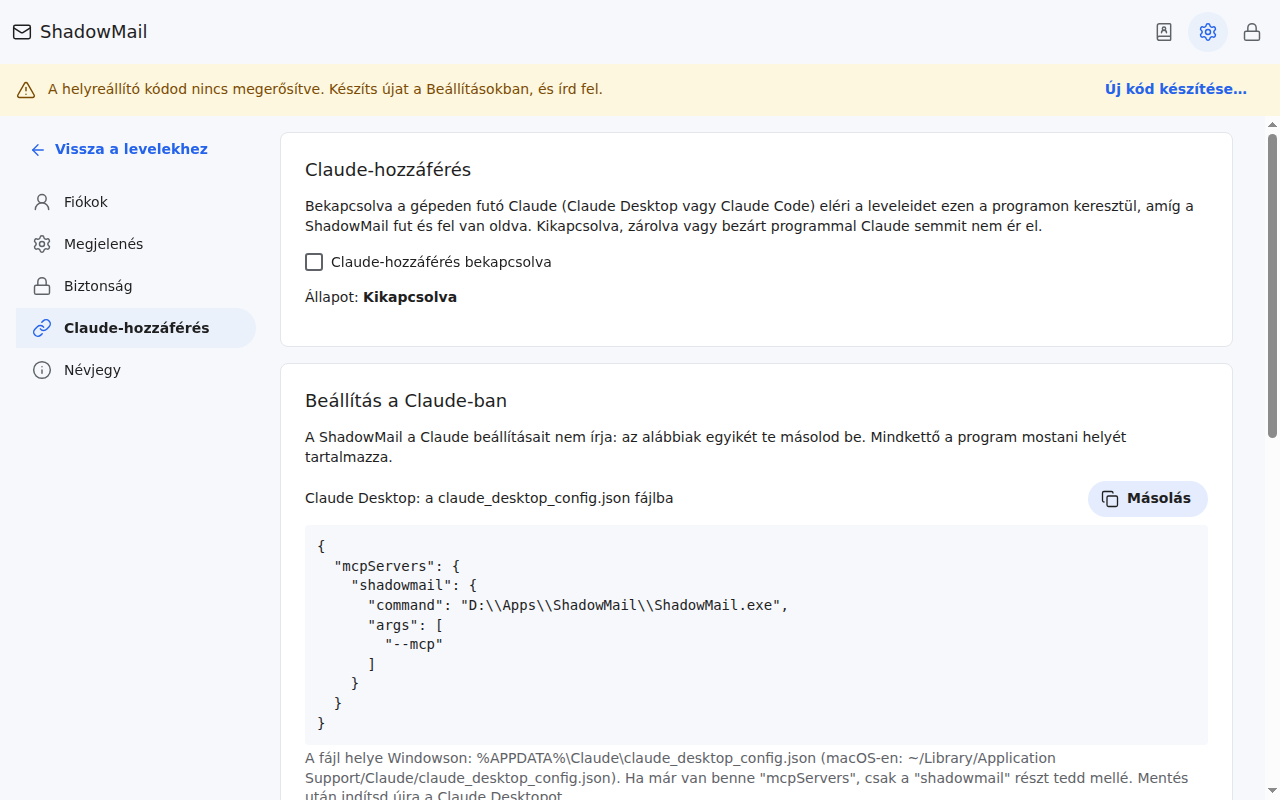 ShadowMail
A helyreállító kódod nincs megerősítve. Készíts újat a Beállításokban, és írd fel.
Új kód készítése…
Vissza a levelekhez
Fiókok
Megjelenés
Biztonság
Claude-hozzáférés
Névjegy
Claude-hozzáférés
Bekapcsolva a gépeden futó Claude (Claude Desktop vagy Claude Code) eléri a leveleidet ezen a programon keresztül, amíg a
ShadowMail fut és fel van oldva. Kikapcsolva, zárolva vagy bezárt programmal Claude semmit nem ér el.
Claude-hozzáférés bekapcsolva
Állapot: Kikapcsolva
Beállítás a Claude-ban
A ShadowMail a Claude beállításait nem írja: az alábbiak egyikét te másolod be. Mindkettő a program mostani helyét
tartalmazza.
Claude Desktop: a claude_desktop_config.json fájlba
Másolás
{
  "mcpServers": {
    "shadowmail": {
      "command": "D:\\Apps\\ShadowMail\\ShadowMail.exe",
      "args": [
        "--mcp"
      ]
    }
  }
}
A fájl helye Windowson: %APPDATA%\Claude\claude_desktop_config.json (macOS-en: ~/Library/Application
Support/Claude/claude_desktop_config.json). Ha már van benne "mcpServers", csak a "shadowmail" részt tedd mellé. Mentés
után indítsd újra a Claude Desktopot.